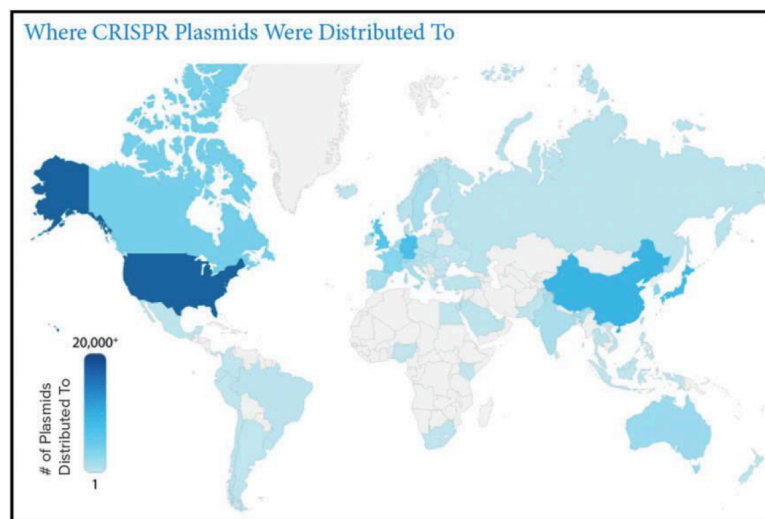 Where CRISPR Plasmids Were Distributed To
20,000+
# of Plasmids
Distributed To
1